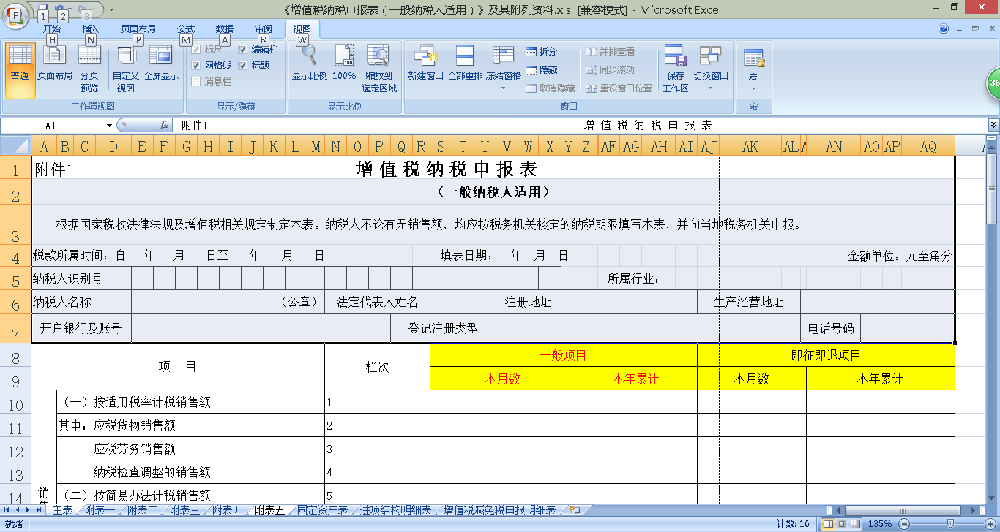 《增值税纳税申报表（一般纳税人适用）》及其附列资料.xls [兼容模式] - Microsoft Excel
F 1 2 3
开始 插入 页面布局 公式 数据 审阅 视图
H N P M A R W
普通 页面布局 分页预览 自定义视图 全屏显示
标尺 编辑栏
网格线 标题
消息栏
显示比例 100% 缩放到选定区域
新建窗口 全部重排 冻结窗格
拆分 隐藏 取消隐藏
并排查看 同步滚动 重设窗口位置
保存工作区 切换窗口 宏
工作簿视图 显示/隐藏 显示比例 窗口 宏
36
A1 fx 附件1 增 值 税 纳 税 申 报 表
A B C D E F G H I J K L M N O P Q R S T U V W X Y Z AF AG AH AI AJ AK AL AN AO AP AQ
1 附件1 增 值 税 纳 税 申 报 表
2 （一般纳税人适用）
3 根据国家税收法律法规及增值税相关规定制定本表。纳税人不论有无销售额，均应按税务机关核定的纳税期限填写本表，并向当地税务机关申报。
4 税款所属时间：自 年 月 日至 年 月 日 填表日期： 年 月 日 金额单位：元至角分
5 纳税人识别号 所属行业：
6 纳税人名称 （公章） 法定代表人姓名 注册地址 生产经营地址
7 开户银行及账号 登记注册类型 电话号码
8 项 目 栏次 一般项目 即征即退项目
9 本月数 本年累计 本月数 本年累计
10 （一）按适用税率计税销售额 1
11 其中：应税货物销售额 2
12 应税劳务销售额 3
13 纳税检查调整的销售额 4
14 销 （二）按简易办法计税销售额 5
主表 附表一 附表二 附表三 附表四 附表五 固定资产表 进项结构明细表 增值税减免税申报明细表
就绪 计数: 16 135%